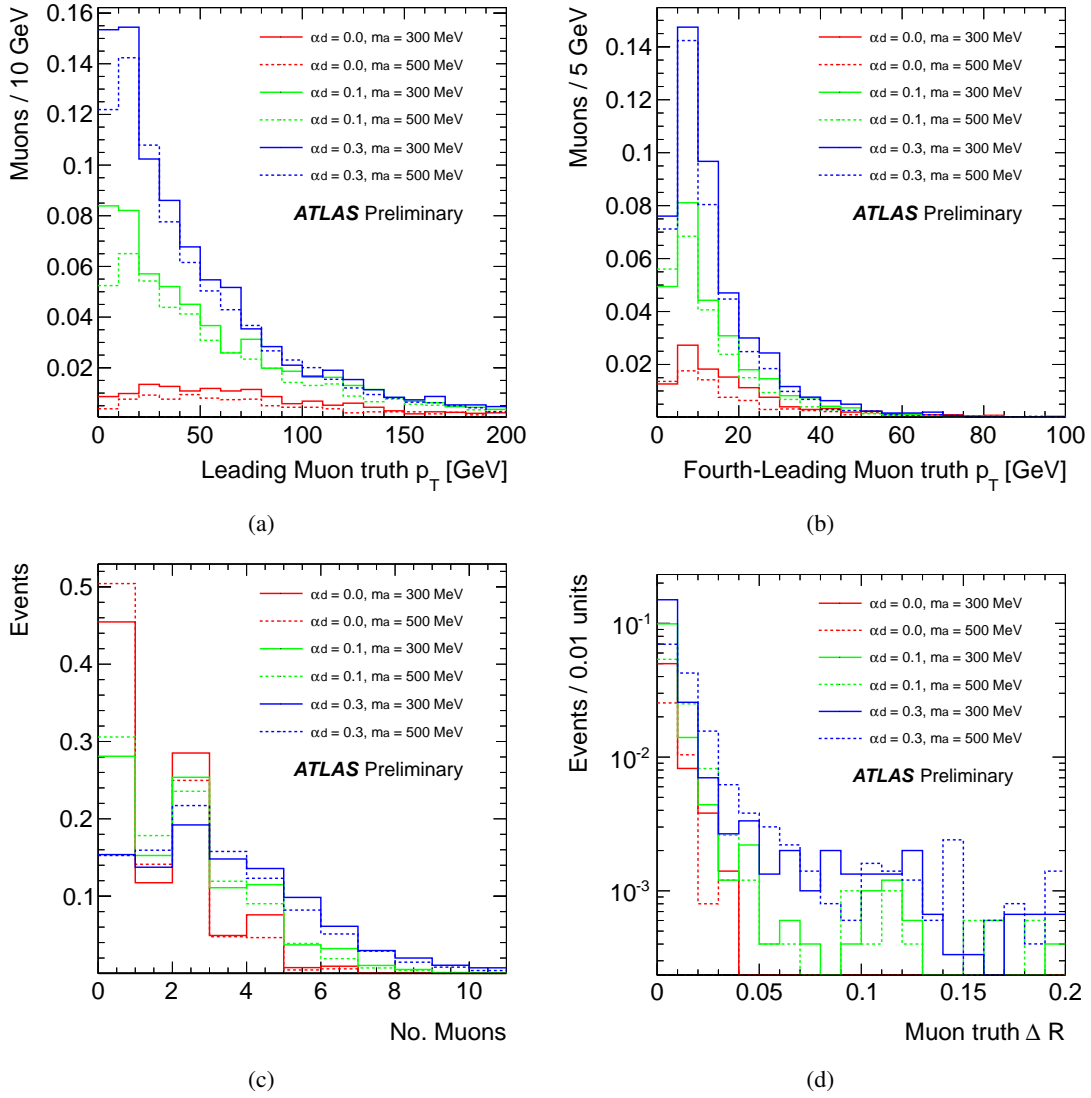 Muons / 10 GeV
0.16
0.14
0.12
0.1
0.08
0.06
0.04
0.02
0 50 100 150 200
Leading Muon truth p_T [GeV]
αd = 0.0, ma = 300 MeV
αd = 0.0, ma = 500 MeV
αd = 0.1, ma = 300 MeV
αd = 0.1, ma = 500 MeV
αd = 0.3, ma = 300 MeV
αd = 0.3, ma = 500 MeV
ATLAS Preliminary
(a)
Muons / 5 GeV
0.14
0.12
0.1
0.08
0.06
0.04
0.02
0 20 40 60 80 100
Fourth-Leading Muon truth p_T [GeV]
αd = 0.0, ma = 300 MeV
αd = 0.0, ma = 500 MeV
αd = 0.1, ma = 300 MeV
αd = 0.1, ma = 500 MeV
αd = 0.3, ma = 300 MeV
αd = 0.3, ma = 500 MeV
ATLAS Preliminary
(b)
Events
0.5
0.4
0.3
0.2
0.1
0 2 4 6 8 10
No. Muons
αd = 0.0, ma = 300 MeV
αd = 0.0, ma = 500 MeV
αd = 0.1, ma = 300 MeV
αd = 0.1, ma = 500 MeV
αd = 0.3, ma = 300 MeV
αd = 0.3, ma = 500 MeV
ATLAS Preliminary
(c)
Events / 0.01 units
10^-1
10^-2
10^-3
0 0.05 0.1 0.15 0.2
Muon truth Δ R
αd = 0.0, ma = 300 MeV
αd = 0.0, ma = 500 MeV
αd = 0.1, ma = 300 MeV
αd = 0.1, ma = 500 MeV
αd = 0.3, ma = 300 MeV
αd = 0.3, ma = 500 MeV
ATLAS Preliminary
(d)